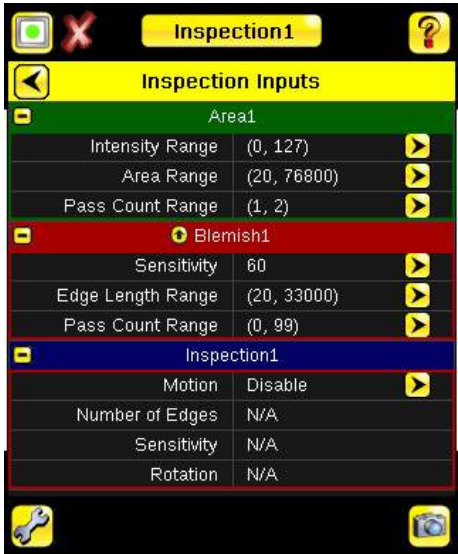 Inspection1
Inspection Inputs
Area1
Intensity Range (0, 127)
Area Range (20, 76800)
Pass Count Range (1, 2)
Blemish1
Sensitivity 60
Edge Length Range (20, 33000)
Pass Count Range (0, 99)
Inspection1
Motion Disable
Number of Edges N/A
Sensitivity N/A
Rotation N/A